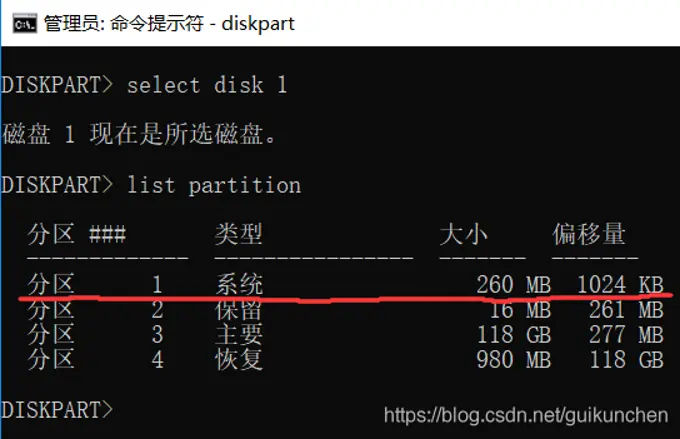 管理员: 命令提示符 - diskpart
DISKPART> select disk 1
磁盘 1 现在是所选磁盘。
DISKPART> list partition
分区 ### 类型 大小 偏移量
------------- ---------------- ------- -------
分区 1 系统 260 MB 1024 KB
分区 2 保留 16 MB 261 MB
分区 3 主要 118 GB 277 MB
分区 4 恢复 980 MB 118 GB
DISKPART>
https://blog.csdn.net/guikunchen